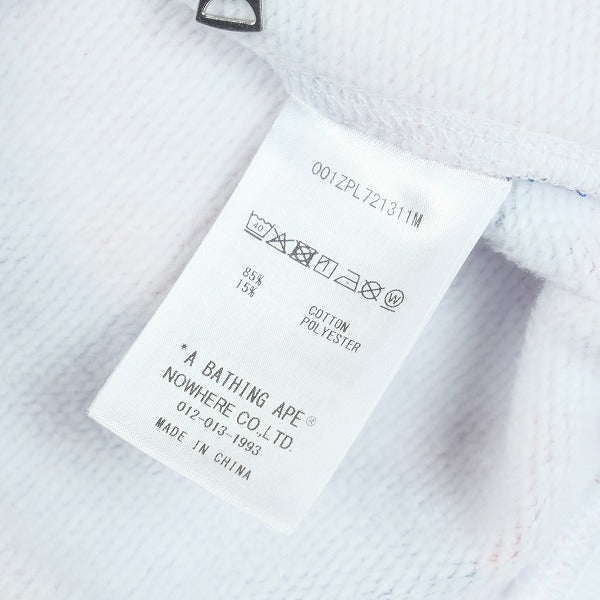 001ZPL721311M
40 W
85% COTTON
15% POLYESTER
*A BATHING APE®
NOWHERE CO.,LTD.
012-013-1993
MADE IN CHINA